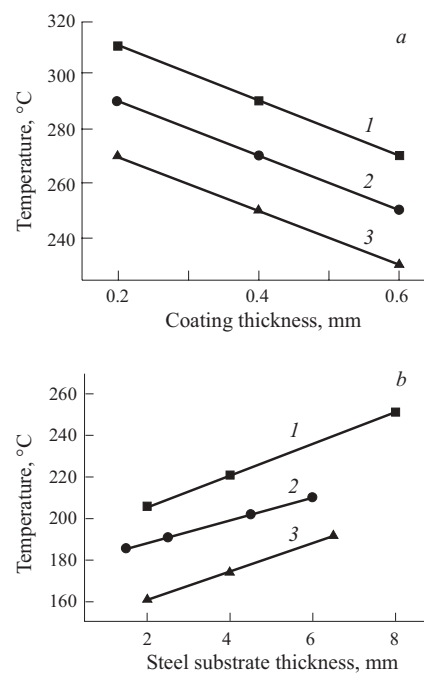 320
a
300
1
280
2
260
3
240
0.2 0.4 0.6
Temperature, °C
Coating thickness, mm
260
b
240
1
220
2
200
3
180
160
2 4 6 8
Temperature, °C
Steel substrate thickness, mm